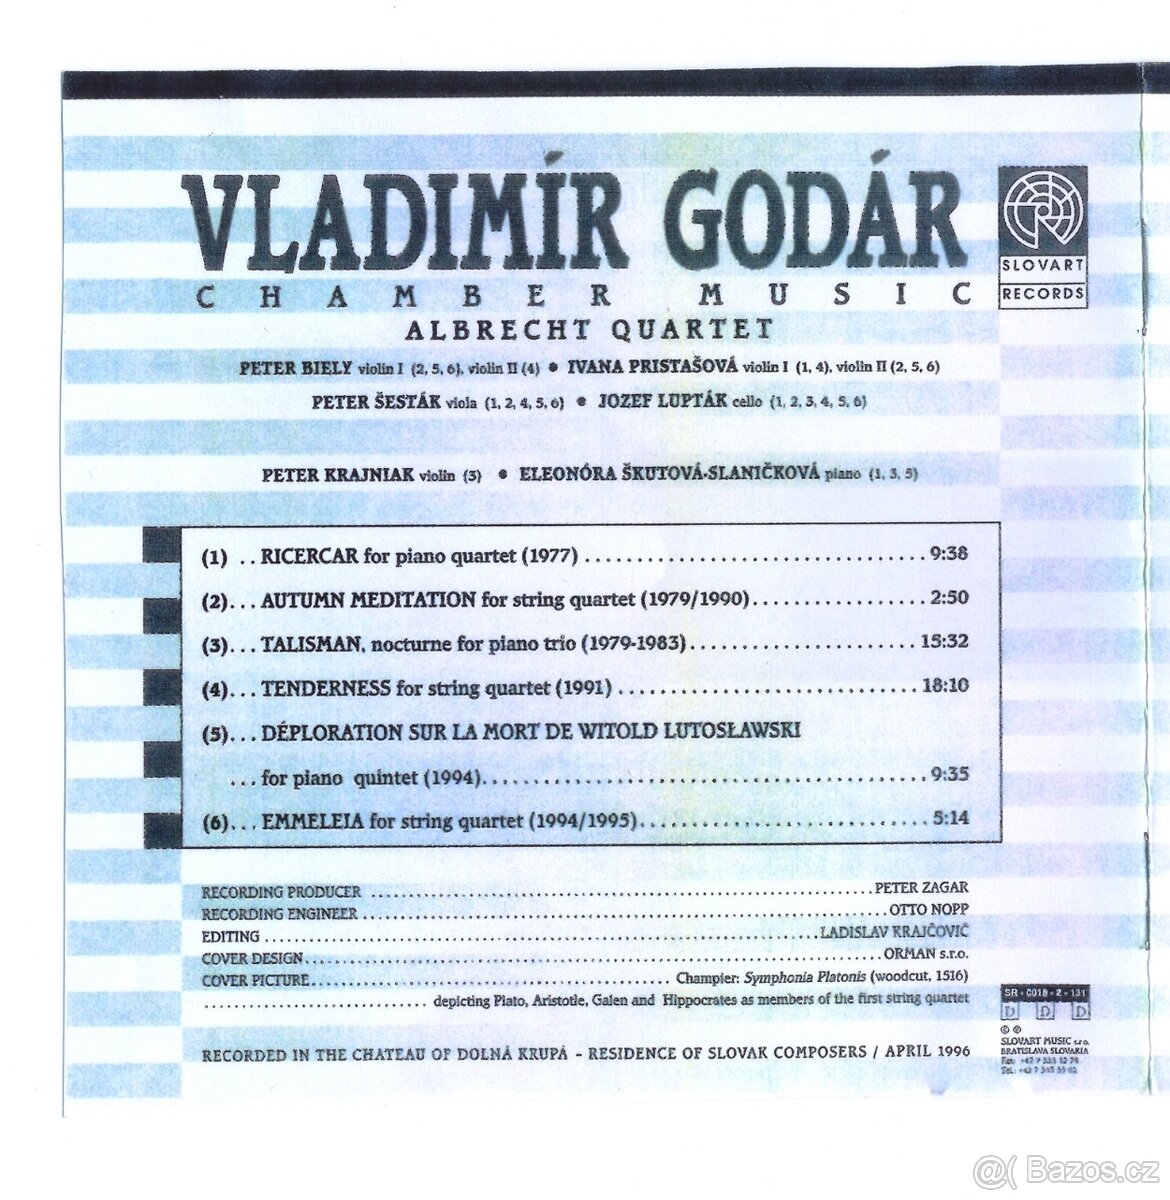 VLADIMÍR GODÁR
CHAMBER MUSIC
SLOVART
RECORDS
ALBRECHT QUARTET
PETER BIELY violin I (2, 5, 6), violin II (4) ● IVANA PRISTAŠOVÁ violin I (1, 4), violin II (2, 5, 6)
PETER ŠESTÁK viola (1, 2, 4, 5, 6) ● JOZEF LUPTÁK cello (1, 2, 3, 4, 5, 6)
PETER KRAJNIAK violin (3) ● ELEONÓRA ŠKUTOVÁ-SLANIČKOVÁ piano (1, 3, 5)
(1) .. RICERCAR for piano quartet (1977) ................................ 9:38
(2)... AUTUMN MEDITATION for string quartet (1979/1990).................. 2:50
(3)... TALISMAN, nocturne for piano trio (1979-1983)..................... 15:32
(4)... TENDERNESS for string quartet (1991) ............................ 18:10
(5)... DÉPLORATION SUR LA MORT DE WITOLD LUTOSŁAWSKI
... for piano quintet (1994)....................................... 9:35
(6)... EMMELEIA for string quartet (1994/1995)........................... 5:14
RECORDING PRODUCER ................................ PETER ZAGAR
RECORDING ENGINEER ................................ OTTO NOPP
EDITING ................................ LADISLAV KRAJČOVIČ
COVER DESIGN................................ ORMAN s.r.o.
COVER PICTURE................................ Champier: Symphonia Platonis (woodcut, 1516)
................................ depicting Plato, Aristotle, Galen and Hippocrates as members of the first string quartet
RECORDED IN THE CHATEAU OF DOLNÁ KRUPÁ - RESIDENCE OF SLOVAK COMPOSERS / APRIL 1996
SR - 0018 - 2 - 131
D D D
© ℗
SLOVART MUSIC s.r.o.
BRATISLAVA SLOVAKIA
Fax:
Tel.:
@( Bazos.cz